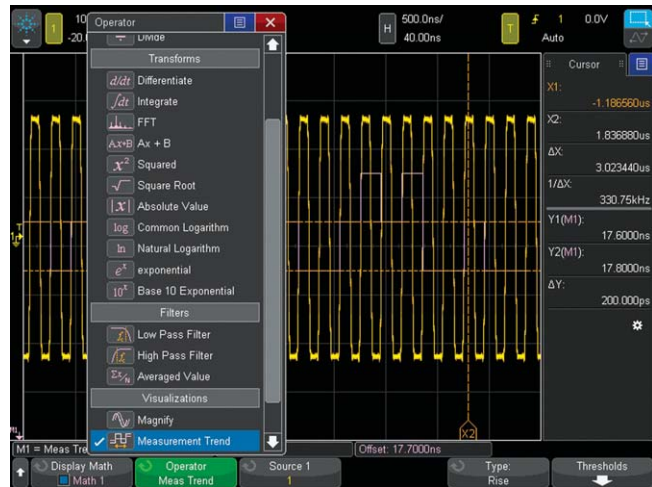 1
10
-20.
Operator
H
500.0ns/
40.00ns
T
1
0.0V
Auto
Divide
Transforms
d/dt Differentiate
∫dt Integrate
FFT
Ax+B Ax + B
x² Squared
√ Square Root
|x| Absolute Value
log Common Logarithm
ln Natural Logarithm
eˣ exponential
10ˣ Base 10 Exponential
Filters
Low Pass Filter
High Pass Filter
Averaged Value
Visualizations
Magnify
Measurement Trend
Cursor
X1:
-1.186560us
X2:
1.836880us
ΔX:
3.023440us
1/ΔX:
330.75kHz
Y1(M1):
17.6000ns
Y2(M1):
17.8000ns
ΔY:
200.000ps
T
1
M1
X2
M1 = Meas Tre
Offset: 17.7000ns
Display Math
Math 1
Operator
Meas Trend
Source 1
1
Type:
Rise
Thresholds